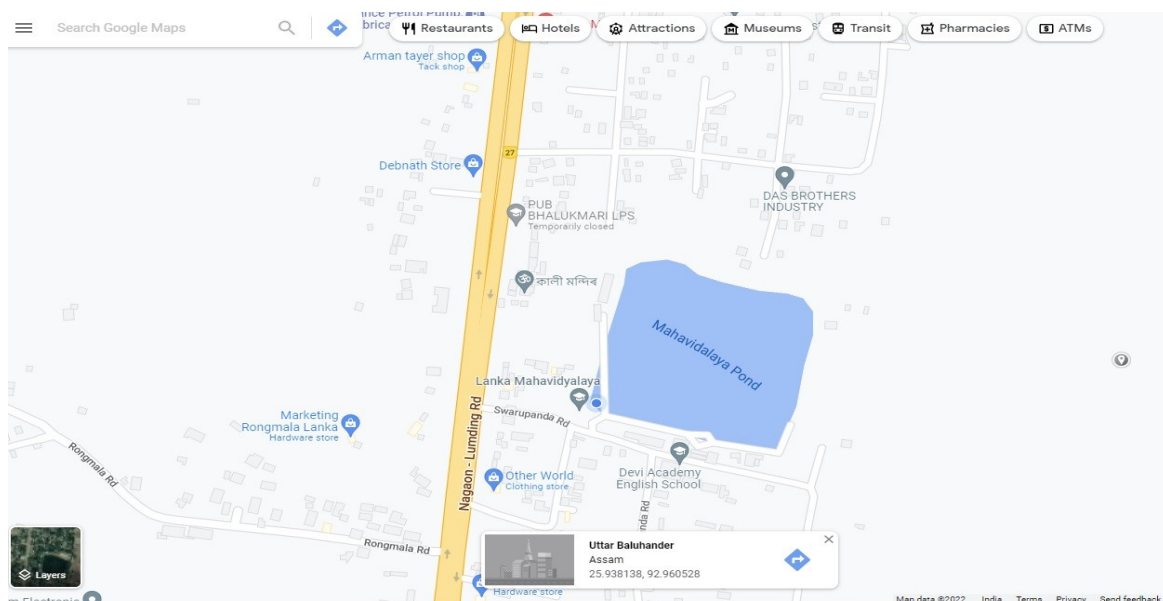 Search Google Maps
Restaurants
Hotels
Attractions
Museums
Transit
Pharmacies
ATMs
Arman tayer shop
Tack shop
27
Debnath Store
DAS BROTHERS
INDUSTRY
PUB
BHALUKMARI LPS
Temporarily closed
কালী মন্দিৰ
Mahavidalaya Pond
Lanka Mahavidyalaya
Swarupanda Rd
Marketing
Rongmala Lanka
Hardware store
Nagaon - Lumding Rd
Rongmala Rd
Devi Academy
English School
Other World
Clothing store
Rongmala Rd
Uttar Baluhander
Assam
25.938138, 92.960528
Layers
Hardware store
Map data ©2022 India Terms Privacy Send feedback